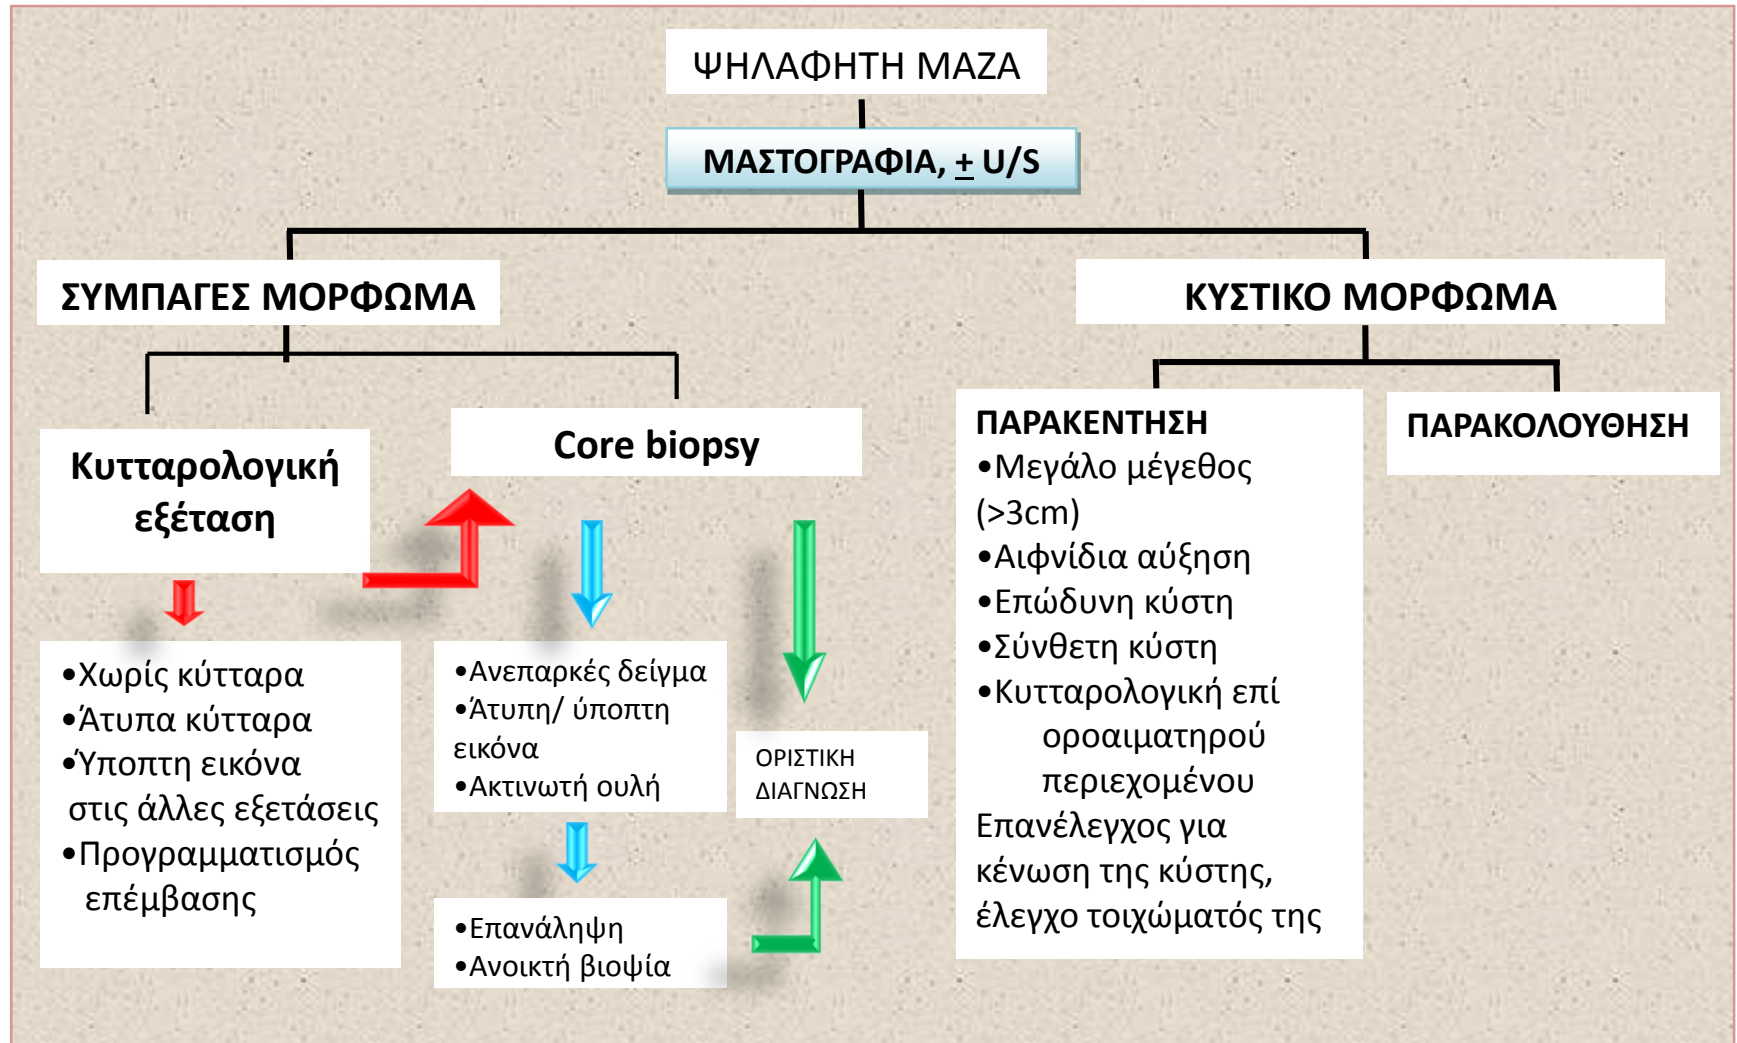 ΨΗΛΑΦΗΤΗ ΜΑΖΑ
ΜΑΣΤΟΓΡΑΦΙΑ, ± U/S
ΣΥΜΠΑΓΕΣ ΜΟΡΦΩΜΑ
ΚΥΣΤΙΚΟ ΜΟΡΦΩΜΑ
Κυτταρολογική
εξέταση
Core biopsy
•Χωρίς κύτταρα
•Άτυπα κύτταρα
•Ύποπτη εικόνα
στις άλλες εξετάσεις
•Προγραμματισμός
επέμβασης
•Ανεπαρκές δείγμα
•Άτυπη/ ύποπτη
εικόνα
•Ακτινωτή ουλή
•Επανάληψη
•Ανοικτή βιοψία
ΟΡΙΣΤΙΚΗ
ΔΙΑΓΝΩΣΗ
ΠΑΡΑΚΕΝΤΗΣΗ
•Μεγάλο μέγεθος
(>3cm)
•Αιφνίδια αύξηση
•Επώδυνη κύστη
•Σύνθετη κύστη
•Κυτταρολογική επί
οροαιματηρού
περιεχομένου
Επανέλεγχος για
κένωση της κύστης,
έλεγχο τοιχώματός της
ΠΑΡΑΚΟΛΟΥΘΗΣΗ